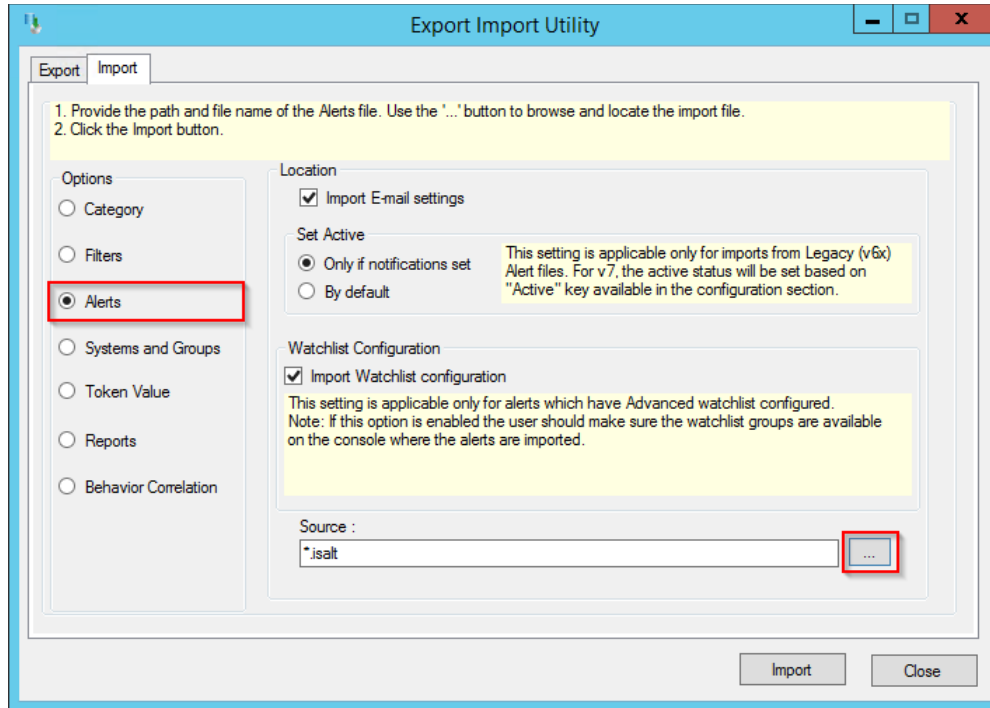 Export Import Utility
Export
Import
1. Provide the path and file name of the Alerts file. Use the '...' button to browse and locate the import file.
2. Click the Import button.
Options
Category
Filters
Alerts
Systems and Groups
Token Value
Reports
Behavior Correlation
Location
Import E-mail settings
Set Active
Only if notifications set
By default
This setting is applicable only for imports from Legacy (v6x)
Alert files. For v7, the active status will be set based on
"Active" key available in the configuration section.
Watchlist Configuration
Import Watchlist configuration
This setting is applicable only for alerts which have Advanced watchlist configured.
Note: If this option is enabled the user should make sure the watchlist groups are available
on the console where the alerts are imported.
Source :
*.isalt
...
Import
Close